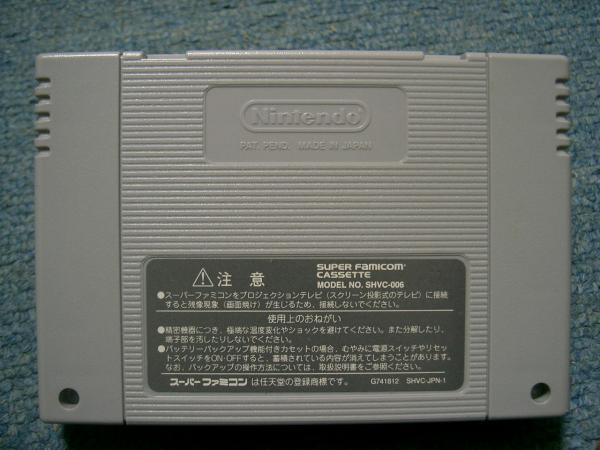 Nintendo
PAT. PEND. MADE IN JAPAN
注意
SUPER FAMICOM
CASSETTE
MODEL NO. SHVC-006
●スーパーファミコンをプロジェクションテレビ(スクリーン投影式のテレビ)に接続
すると残像現象(画面焼け)が生じるため、接続しないでください。
使用上のおねがい
●精密機器につき、極端な温度変化やショックを避けてください。また分解したり、
端子部を汚したりしないでください。
●バッテリーバックアップ機能付きカセットの場合、むやみに電源スイッチやリセ
ットスイッチをON・OFFすると、蓄積されている内容が消えてしまうことがあります。
なお、バックアップの操作方法については、取扱説明書をご参照ください。
スーパーファミコンは任天堂の登録商標です。 G741812 SHVC-JPN-1